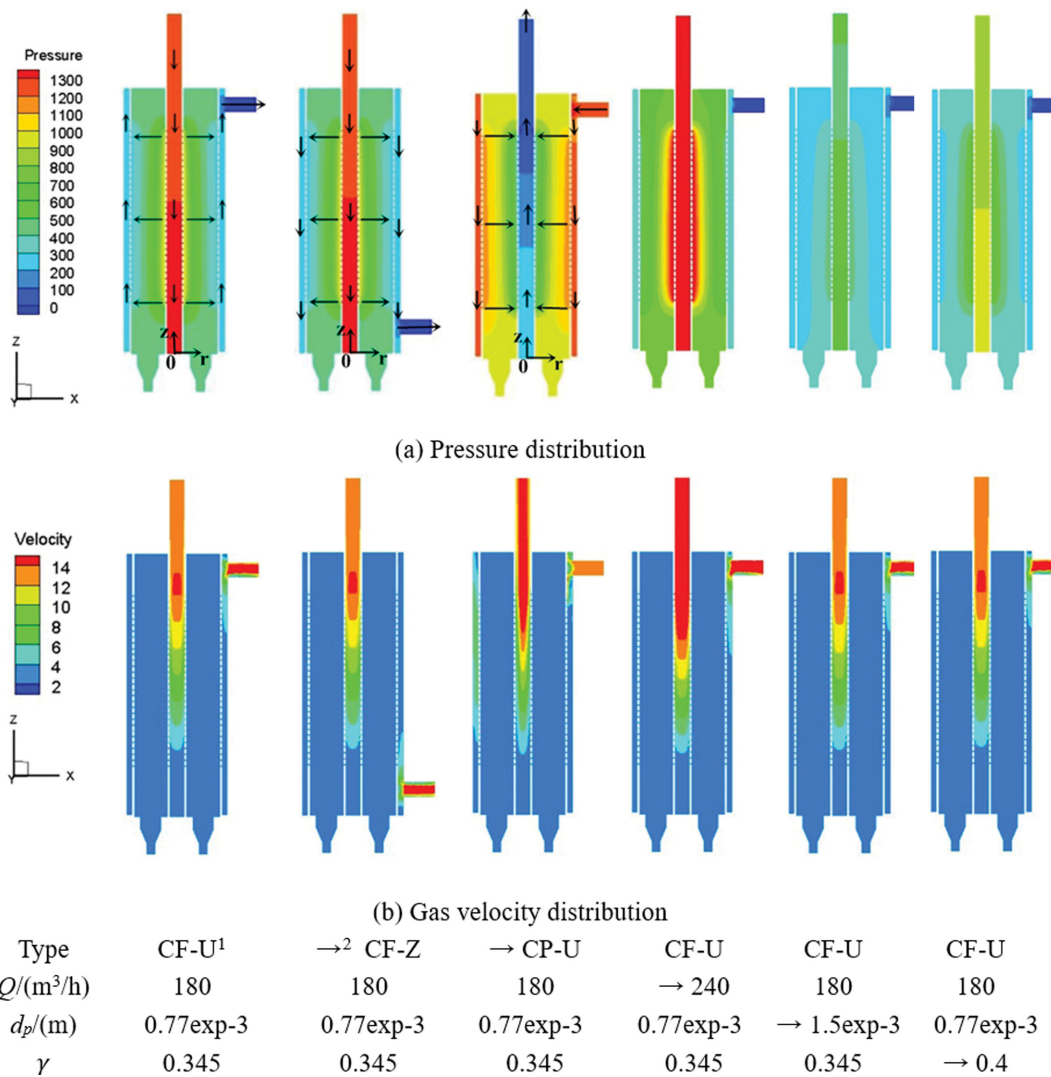 Pressure
1300
1200
1100
1000
900
800
700
600
500
400
300
200
100
0
z
0 r
z
0 r
z
0 r
Z
Y X
(a) Pressure distribution
Velocity
14
12
10
8
6
4
2
Z
Y X
(b) Gas velocity distribution
Type CF-U¹ →² CF-Z → CP-U CF-U CF-U CF-U
Q/(m³/h) 180 180 180 → 240 180 180
dₚ/(m) 0.77exp-3 0.77exp-3 0.77exp-3 0.77exp-3 → 1.5exp-3 0.77exp-3
γ 0.345 0.345 0.345 0.345 0.345 → 0.4